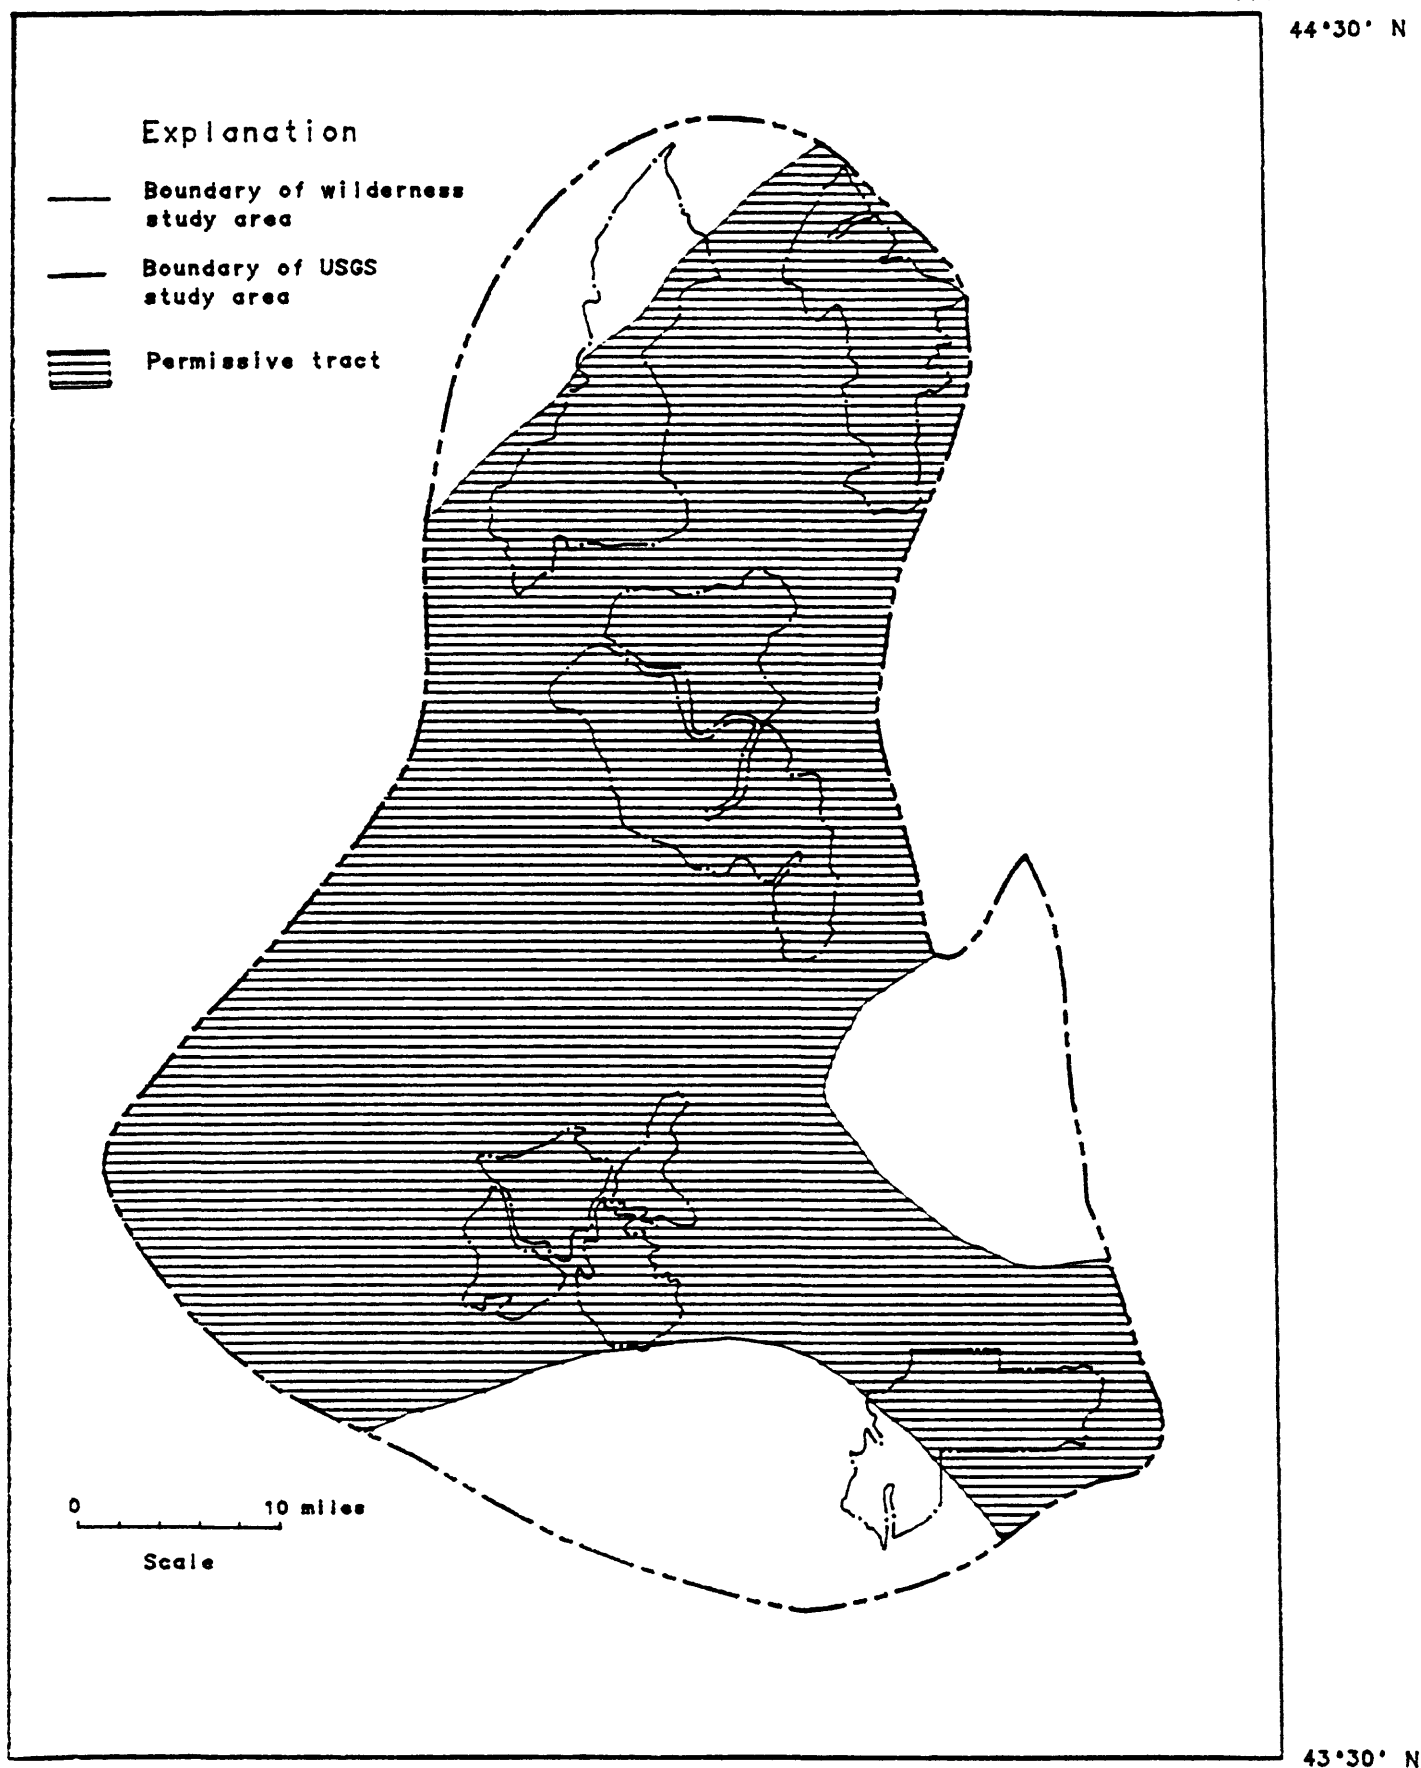 44°30' N
Explanation
Boundary of wilderness
study area
Boundary of USGS
study area
Permissive tract
0 10 miles
Scale
43°30' N